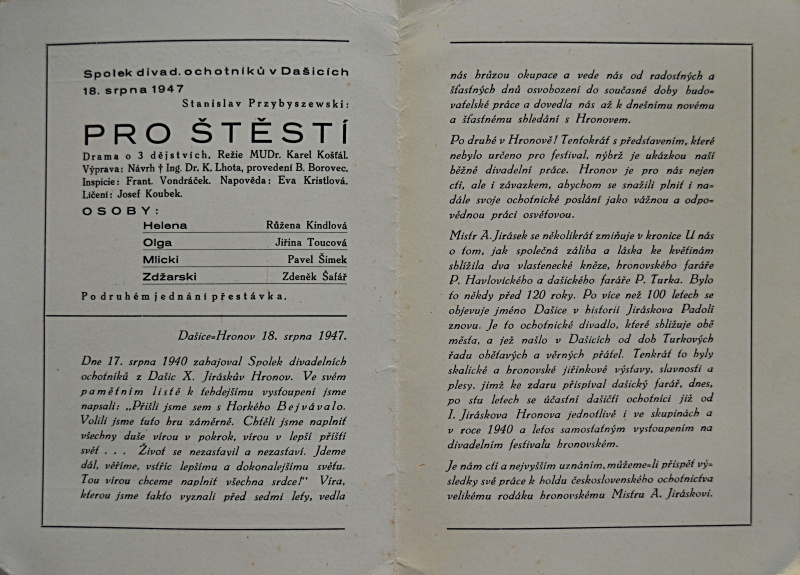 Spolek divad. ochotníků v Dašicích
18. srpna 1947
Stanislav Przybyszewski:
PRO ŠTĚSTÍ
Drama o 3 dějstvích. Režie MUDr. Karel Košťál.
Výprava: Návrh † Ing. Dr. K. Lhota, provedení B. Borovec.
Inspicie: Frant. Vondráček. Napověda: Eva Kristlová.
Líčení: Josef Koubek.
OSOBY:
Helena Růžena Kindlová
Olga Jiřina Toucová
Mlicki Pavel Šimek
Zdžarski Zdeněk Šafář
Po druhém jednání přestávka.
Dašice=Hronov 18. srpna 1947.
Dne 17. srpna 1940 zahajoval Spolek divadelních
ochotníků z Dašic X. Jiráskův Hronov. Ve svém
pamětním listě k tehdejšímu vystoupení jsme
napsali: „Přišli jsme sem s Horkého Bejvávalo.
Volili jsme tuto hru záměrně. Chtěli jsme naplnit
všechny duše vírou v pokrok, vírou v lepší příští
svět . . . Život se nezastavil a nezastaví. Jdeme
dál, věříme, vstříc lepšímu a dokonalejšímu světu.
Tou vírou chceme naplnit všechna srdce!" Víra,
kterou jsme takto vyznali před sedmi lety, vedla
nás hrůzou okupace a vede nás od radostných a
šťastných dnů osvobození do současné doby budo-
vatelské práce a dovedla nás až k dnešnímu novému
a šťastnému shledání s Hronovem.
Po druhé v Hronově! Tentokrát s představením, které
nebylo určeno pro festival, nýbrž je ukázkou naší
běžné divadelní práce. Hronov je pro nás nejen
ctí, ale i závazkem, abychom se snažili plnit i na-
dále svoje ochotnické poslání jako vážnou a odpo-
vědnou práci osvětovou.
Mistr A. Jirásek se několikrát zmiňuje v kronice U nás
o tom, jak společná záliba a láska ke květinám
sblížila dva vlastenecké kněze, hronovského faráře
P. Havlovického a dašického faráře P. Turka. Bylo
to někdy před 120 roky. Po více než 100 letech se
objevuje jméno Dašice v historii Jiráskova Padolí
znovu. Je to ochotnické divadlo, které sbližuje obě
města, a jež našlo v Dašicích od dob Turkových
řadu obětavých a věrných přátel. Tenkrát to byly
skalické a hronovské jiřinkové výstavy, slavnosti a
plesy, jimž ke zdaru přispíval dašický farář, dnes,
po stu letech se účastní dašičtí ochotníci již od
I. Jiráskova Hronova jednotlivě i ve skupinách a
v roce 1940 a letos samostatným vystoupením na
divadelním festivalu hronovském.
Je nám ctí a nejvyšším uznáním, můžeme=li přispět vý-
sledky své práce k holdu československého ochotnictva
velikému rodáku hronovskému Mistru A. Jiráskovi.